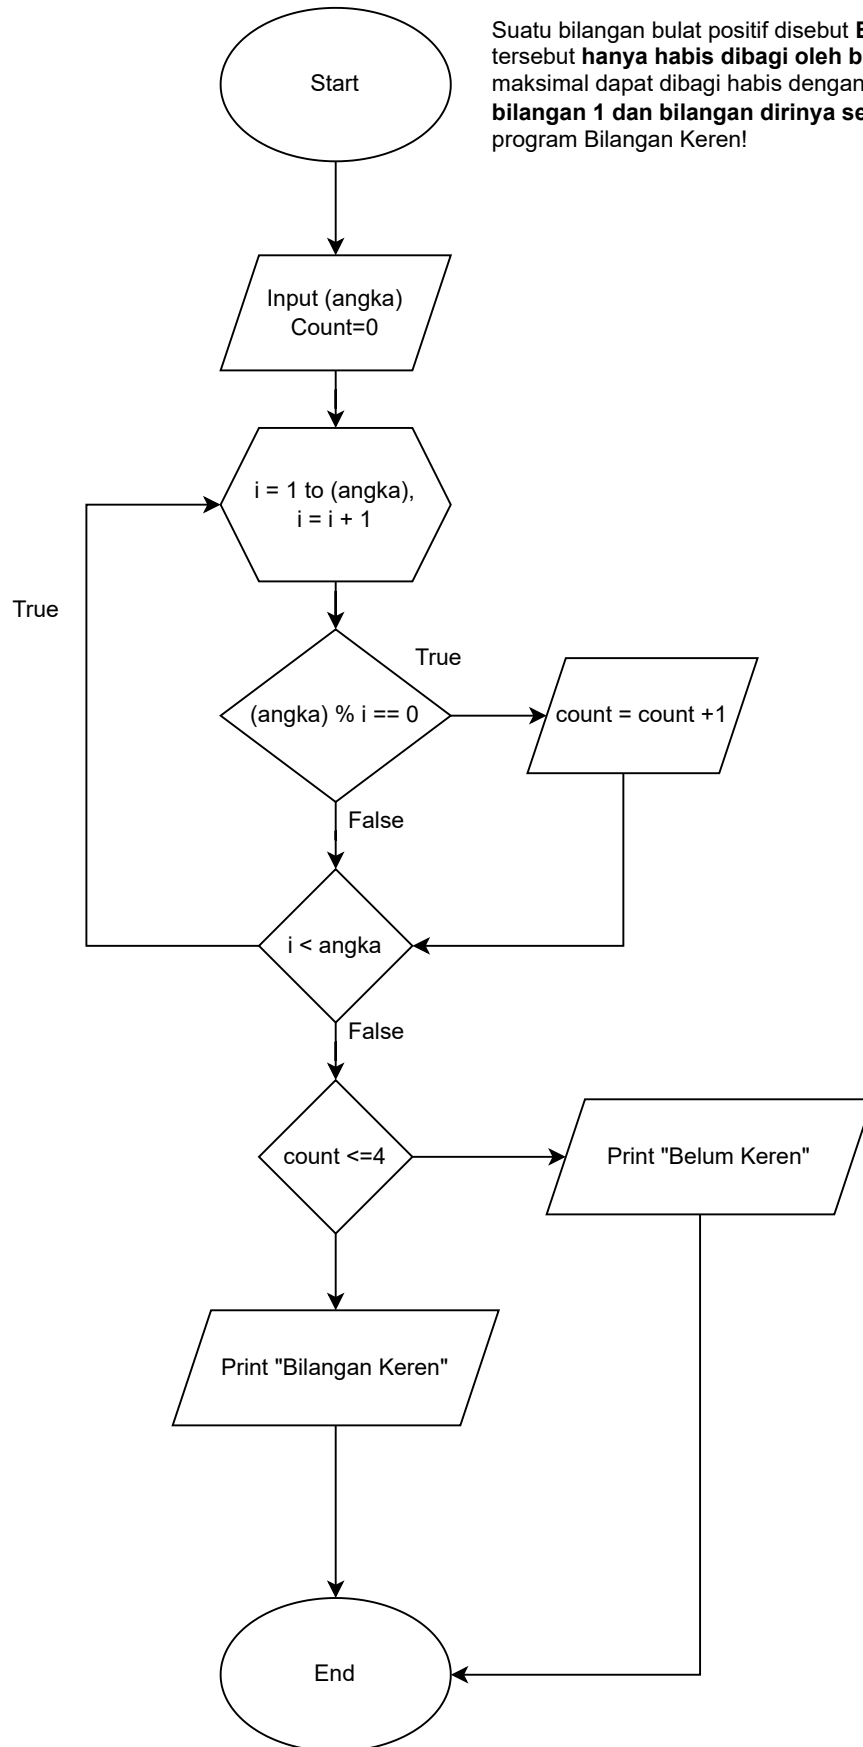 Suatu bilangan bulat positif disebut
tersebut hanya habis dibagi oleh
maksimal dapat dibagi habis dengan
bilangan 1 dan bilangan dirinya
program Bilangan Keren!
Start
Input (angka)
Count=0
i = 1 to (angka),
i = i + 1
True
True
(angka) % i == 0
count = count +1
False
i < angka
False
count <=4
Print "Belum Keren"
Print "Bilangan Keren"
End